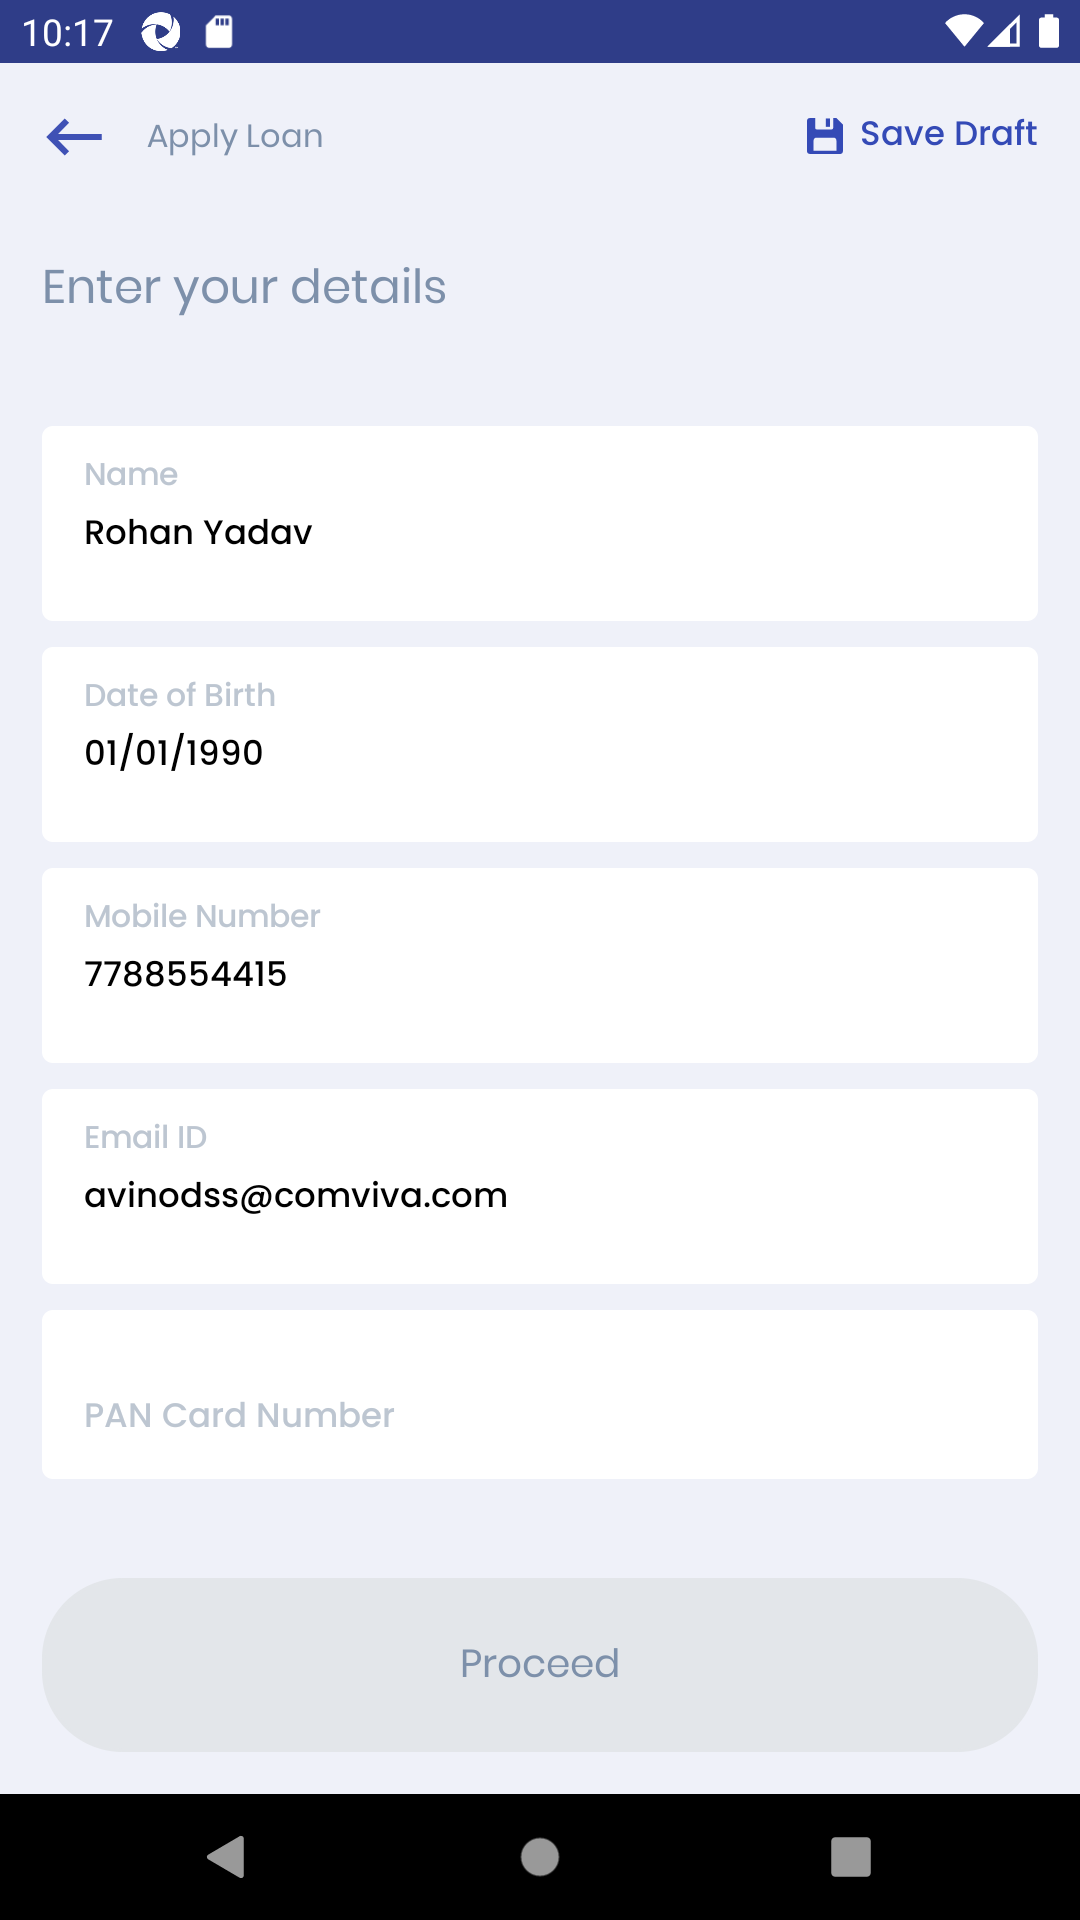 10:17
Apply Loan
Save Draft
Enter your details
Name
Rohan Yadav
Date of Birth
01/01/1990
Mobile Number
7788554415
Email ID
avinodss@comviva.com
PAN Card Number
Proceed